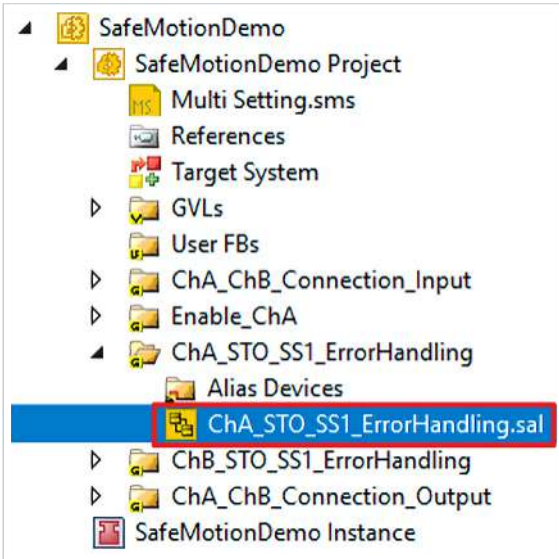 SafeMotionDemo
SafeMotionDemo Project
MS Multi Setting.sms
References
Target System
GVLs
User FBs
ChA_ChB_Connection_Input
Enable_ChA
ChA_STO_SS1_ErrorHandling
Alias Devices
ChA_STO_SS1_ErrorHandling.sal
ChB_STO_SS1_ErrorHandling
ChA_ChB_Connection_Output
SafeMotionDemo Instance